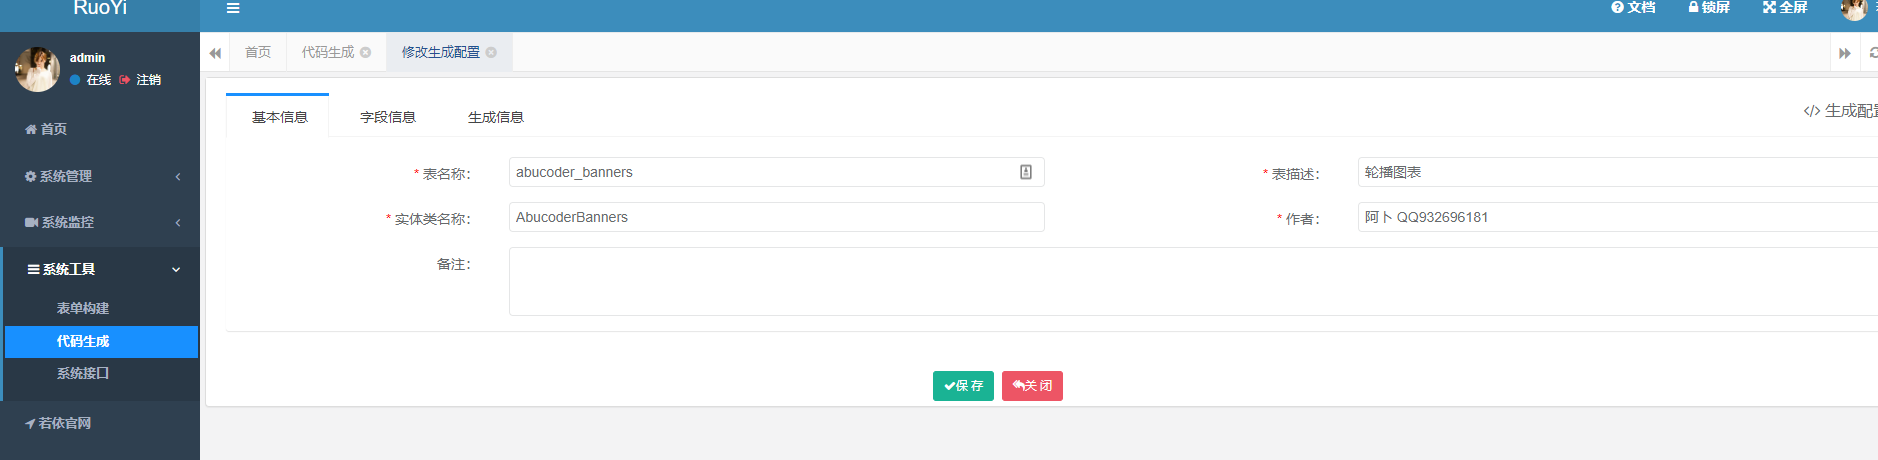 RuoYi
文档 锁屏 全屏
admin
在线 注销
首页 代码生成 修改生成配置
首页
系统管理
系统监控
系统工具
表单构建
代码生成
系统接口
若依官网
基本信息 字段信息 生成信息
</> 生成配置
* 表名称： abucoder_banners
* 表描述： 轮播图表
* 实体类名称： AbucoderBanners
* 作者： 阿卜 QQ932696181
备注：
保 存 关 闭